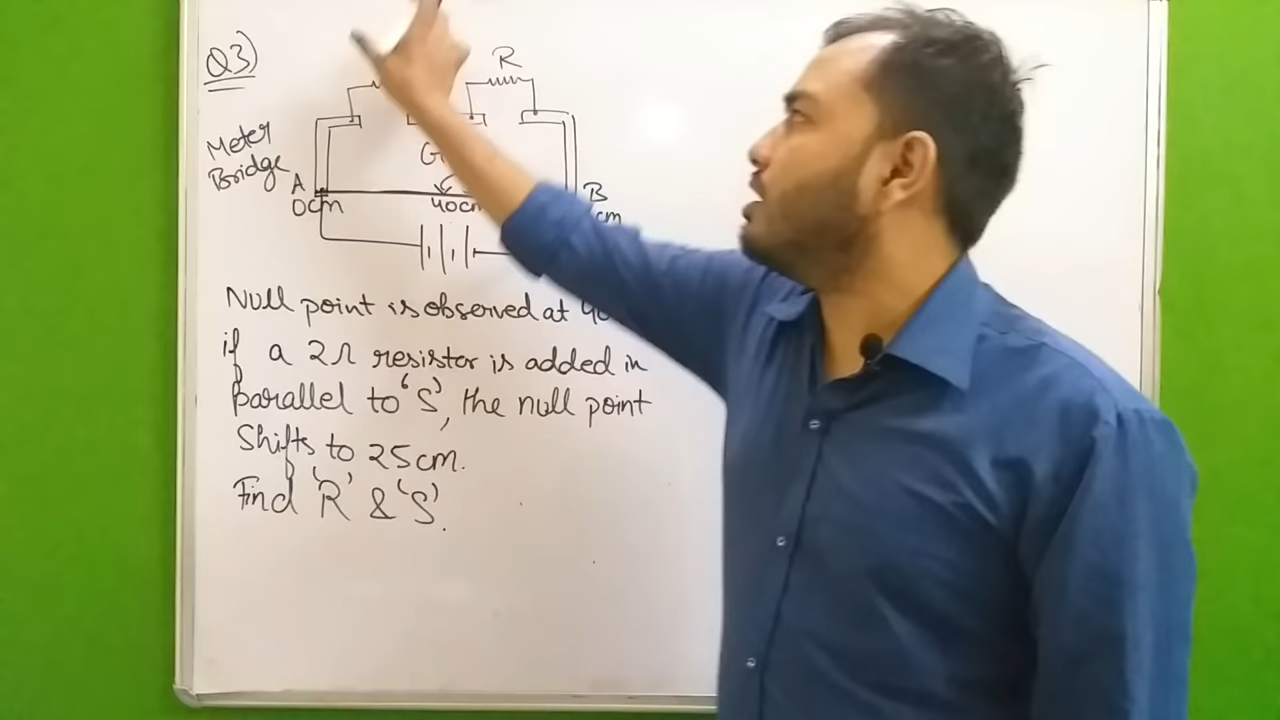 Q3)
R
Meter
Bridge
G
A
B
0cm
40cm
cm
Null point is observed at 40
if a 2Ω resistor is added in
parallel to 'S', the null point
Shifts to 25cm.
Find 'R' & 'S'.